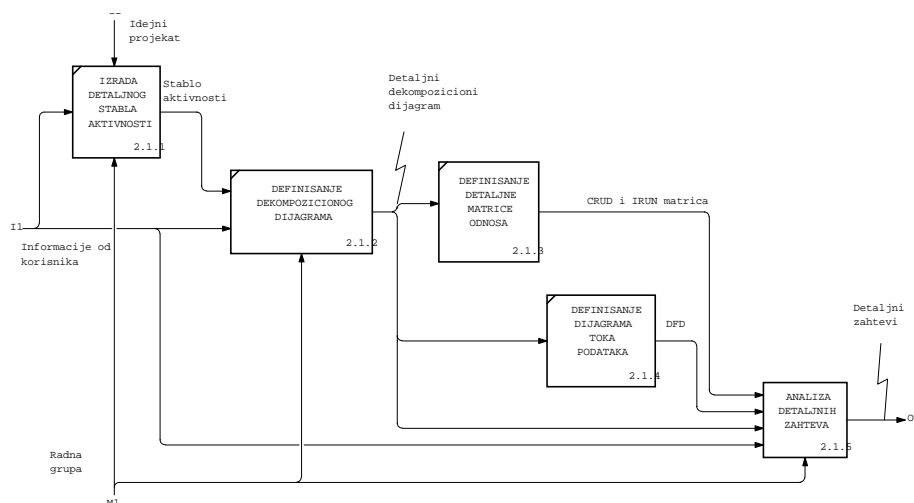 Idejni
projekat
IZRADA
DETALJNOG
STABLA
AKTIVNOSTI
2.1.1
Stablo
aktivnosti
Detaljni
dekompozicioni
dijagram
DEFINISANJE
DEKOMPOZICIONOG
DIJAGRAMA
2.1.2
DEFINISANJE
DETALJNE
MATRICE
ODNOSA
2.1.3
CRUD i IRUN matrica
I1
Informacije od
korisnika
DEFINISANJE
DIJAGRAMA
TOKA
PODATAKA
2.1.4
DFD
Detaljni
zahtevi
ANALIZA
DETALJNIH
ZAHTEVA
2.1.5
O
Radna
grupa
M1